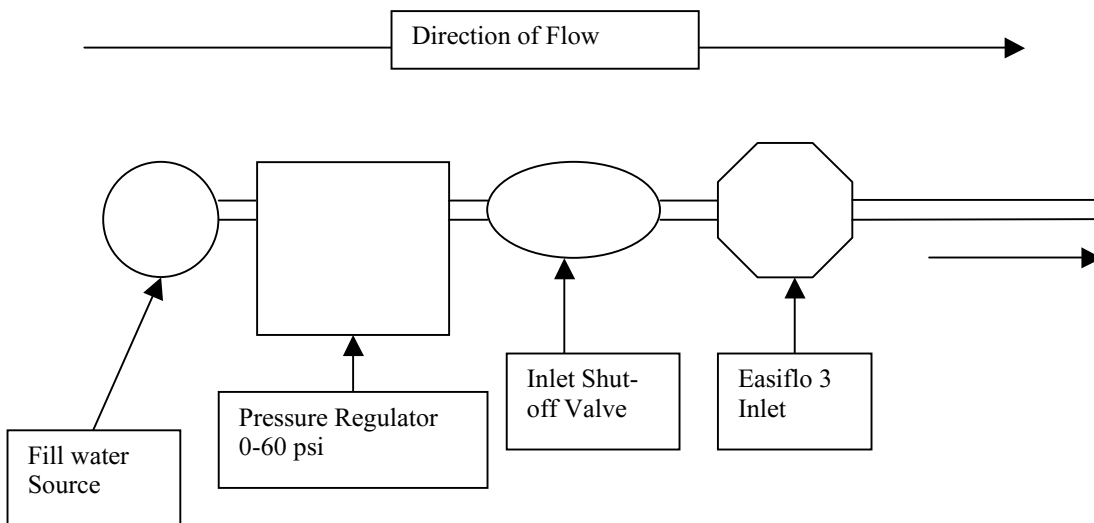 Direction of Flow
Pressure Regulator
0-60 psi
Inlet Shut-
off Valve
Easiflo 3
Inlet
Fill water
Source